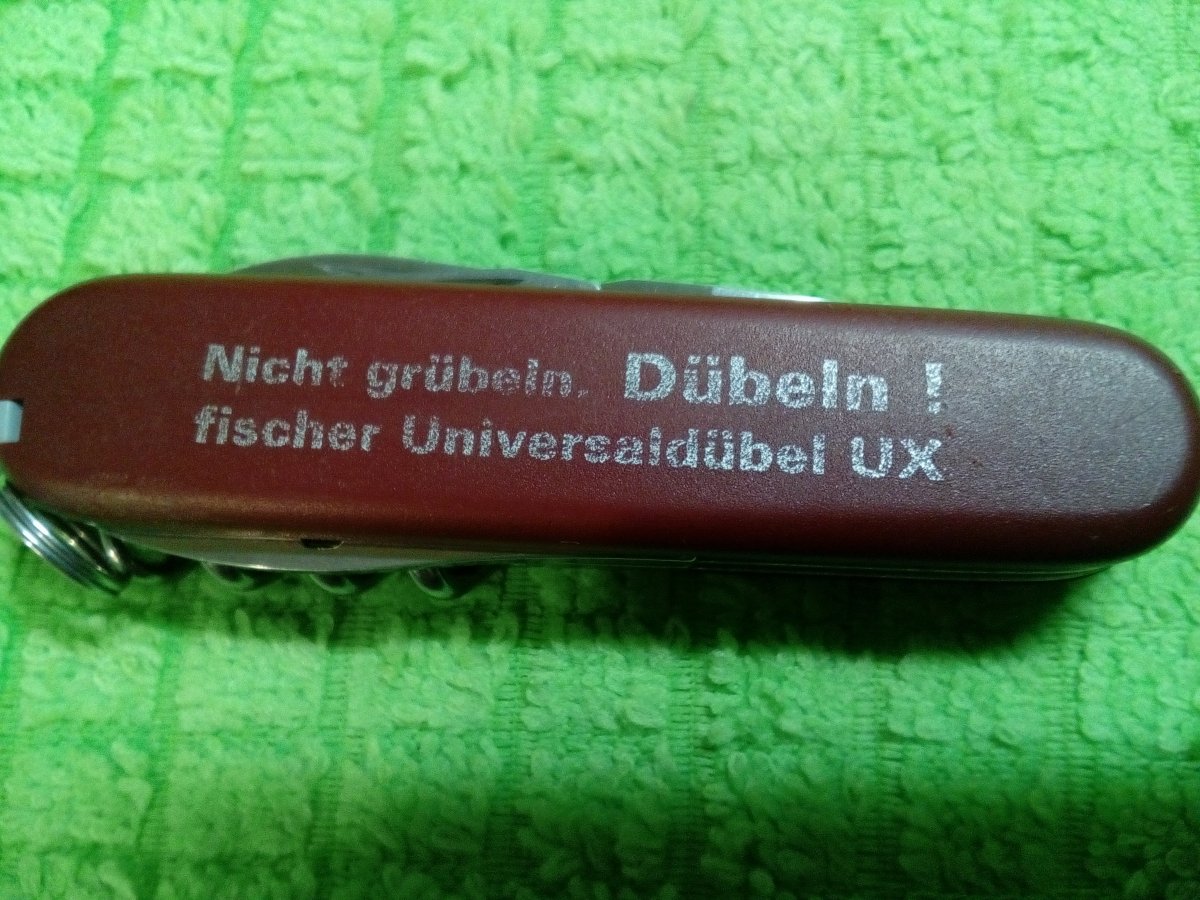 Nicht grübeln. Dübeln !
fischer Universaldübel UX